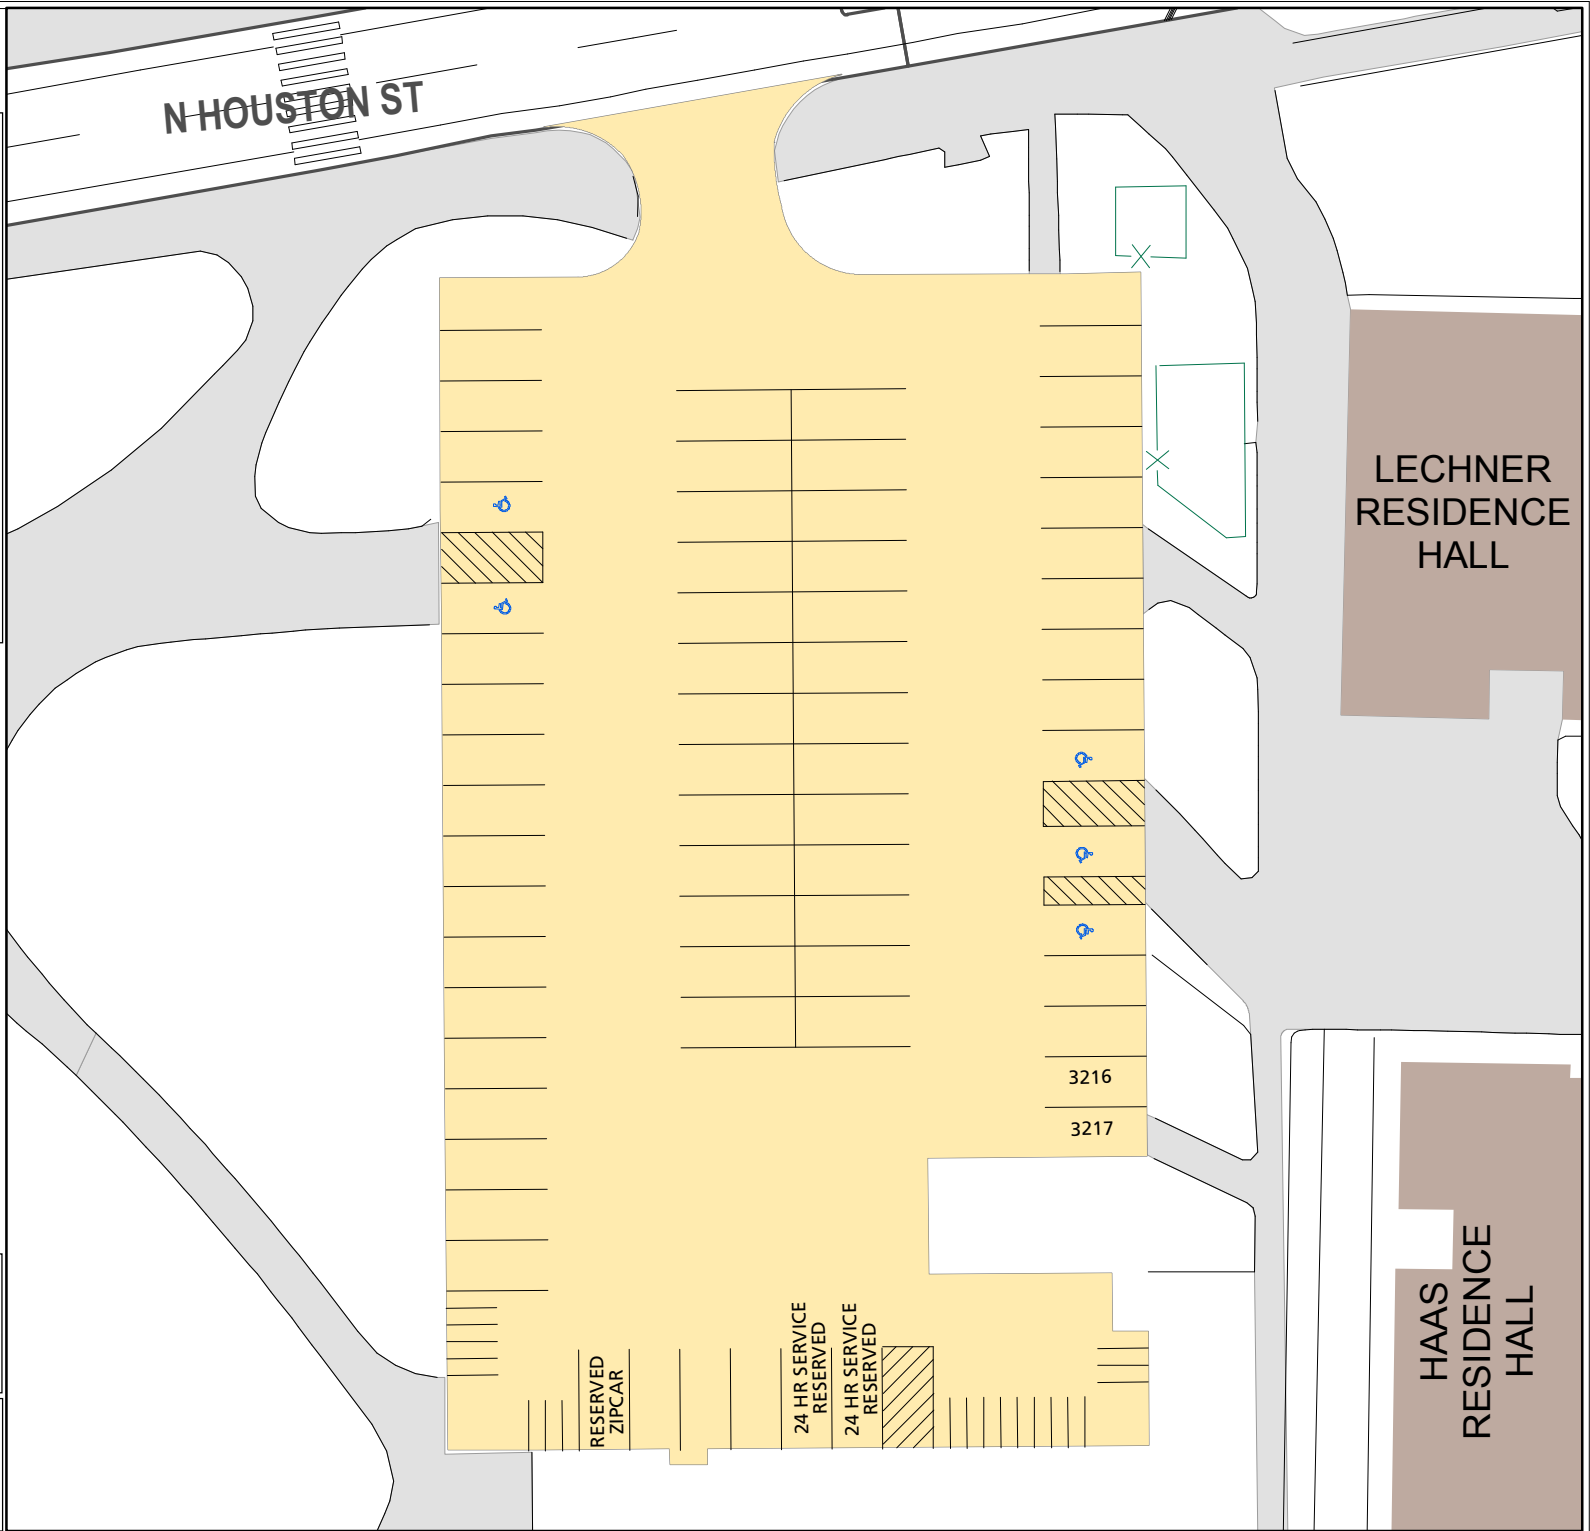 N HOUSTON ST
LECHNER
RESIDENCE
HALL
3216
3217
RESERVED
ZIPCAR
24 HR SERVICE
RESERVED
24 HR SERVICE
RESERVED
HAAS
RESIDENCE
HALL